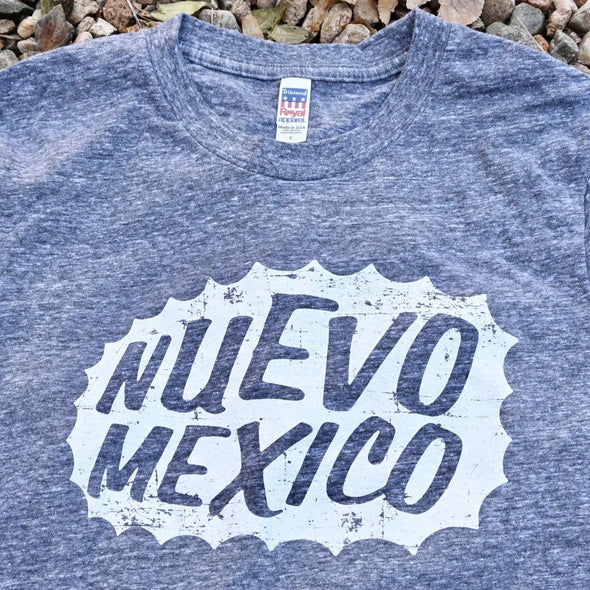 Triblend
Royal
apparel
Made in USA
NUEVO
MEXICO